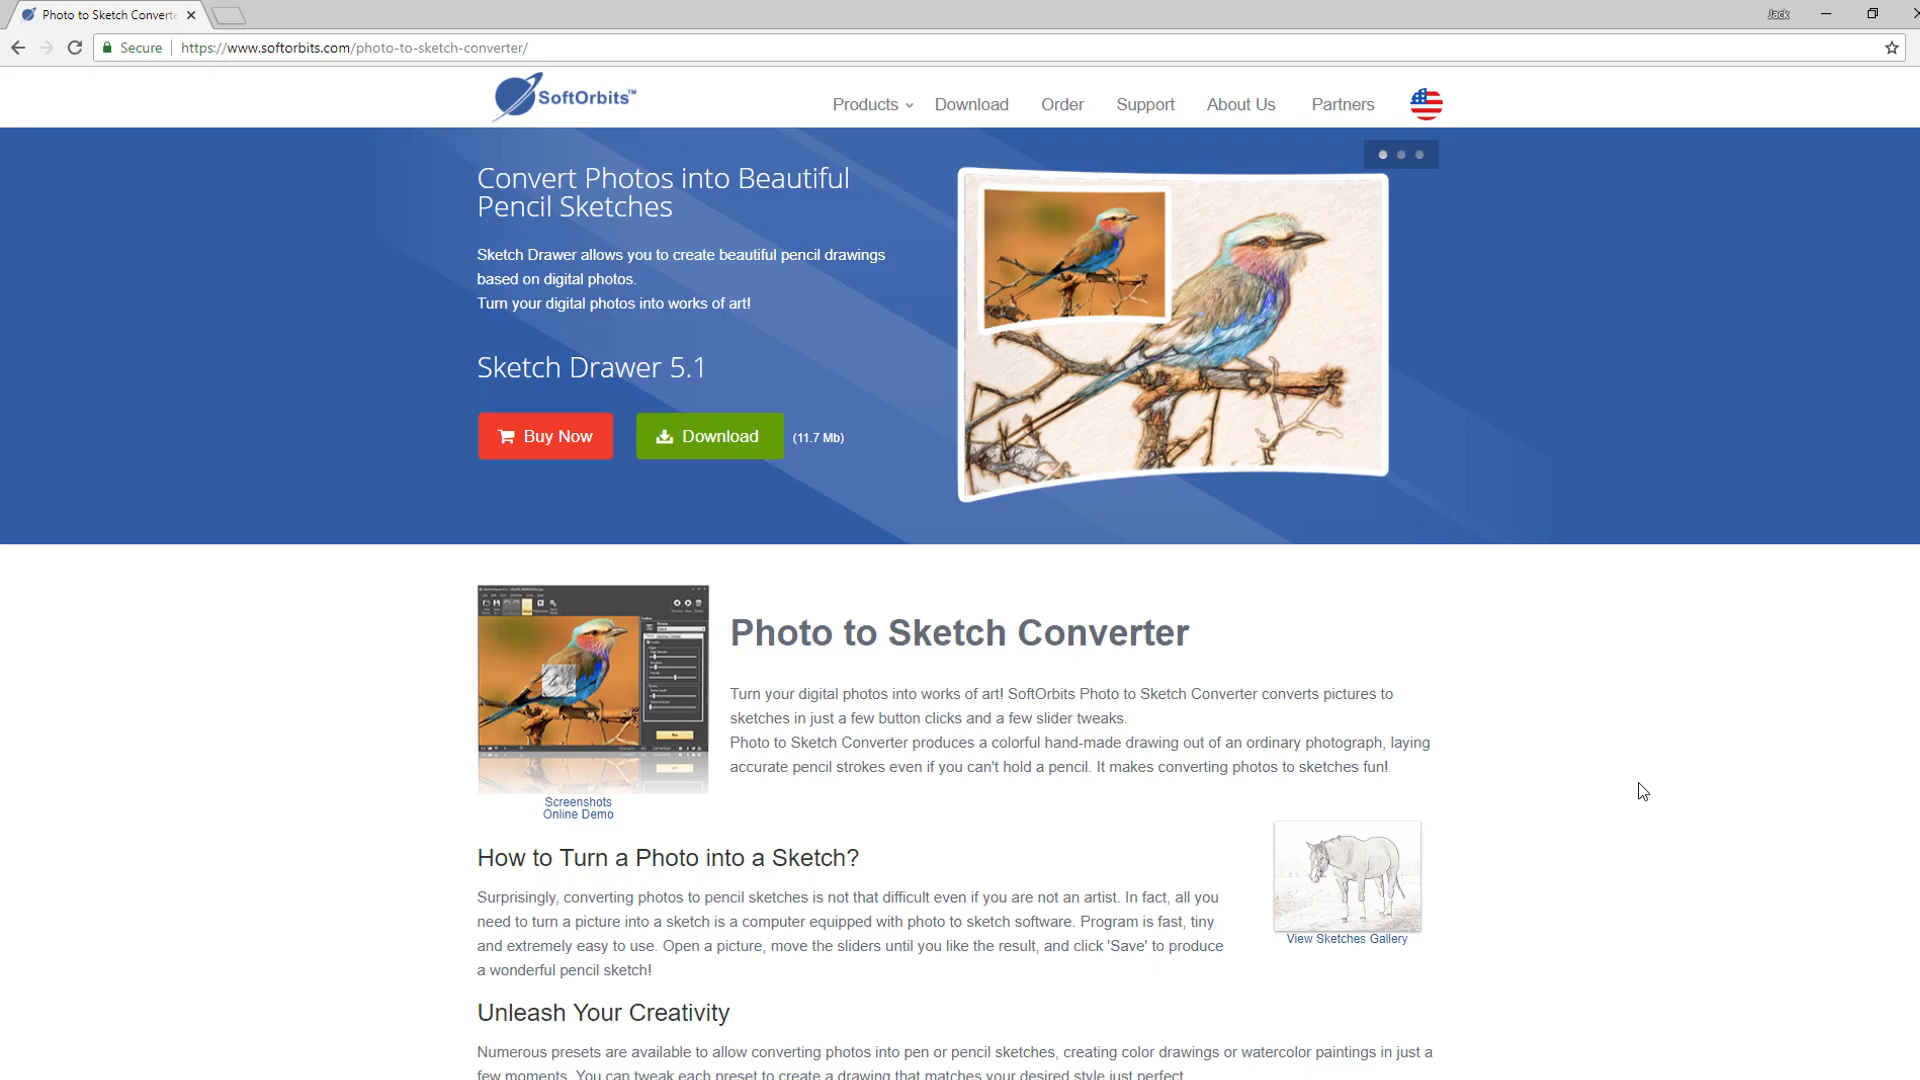 Photo to Sketch Converte
Jack
Secure
https://www.softorbits.com/photo-to-sketch-converter/
SoftOrbits™
Products
Download
Order
Support
About Us
Partners
Convert Photos into Beautiful
Pencil Sketches
Sketch Drawer allows you to create beautiful pencil drawings
based on digital photos.
Turn your digital photos into works of art!
Sketch Drawer 5.1
Buy Now
Download
(11.7 Mb)
Photo to Sketch Converter
Turn your digital photos into works of art! SoftOrbits Photo to Sketch Converter converts pictures to
sketches in just a few button clicks and a few slider tweaks.
Photo to Sketch Converter produces a colorful hand-made drawing out of an ordinary photograph, laying
accurate pencil strokes even if you can't hold a pencil. It makes converting photos to sketches fun!
Screenshots
Online Demo
How to Turn a Photo into a Sketch?
Surprisingly, converting photos to pencil sketches is not that difficult even if you are not an artist. In fact, all you
need to turn a picture into a sketch is a computer equipped with photo to sketch software. Program is fast, tiny
and extremely easy to use. Open a picture, move the sliders until you like the result, and click 'Save' to produce
a wonderful pencil sketch!
View Sketches Gallery
Unleash Your Creativity
Numerous presets are available to allow converting photos into pen or pencil sketches, creating color drawings or watercolor paintings in just a
few moments. You can tweak each preset to create a drawing that matches your desired style just perfect.